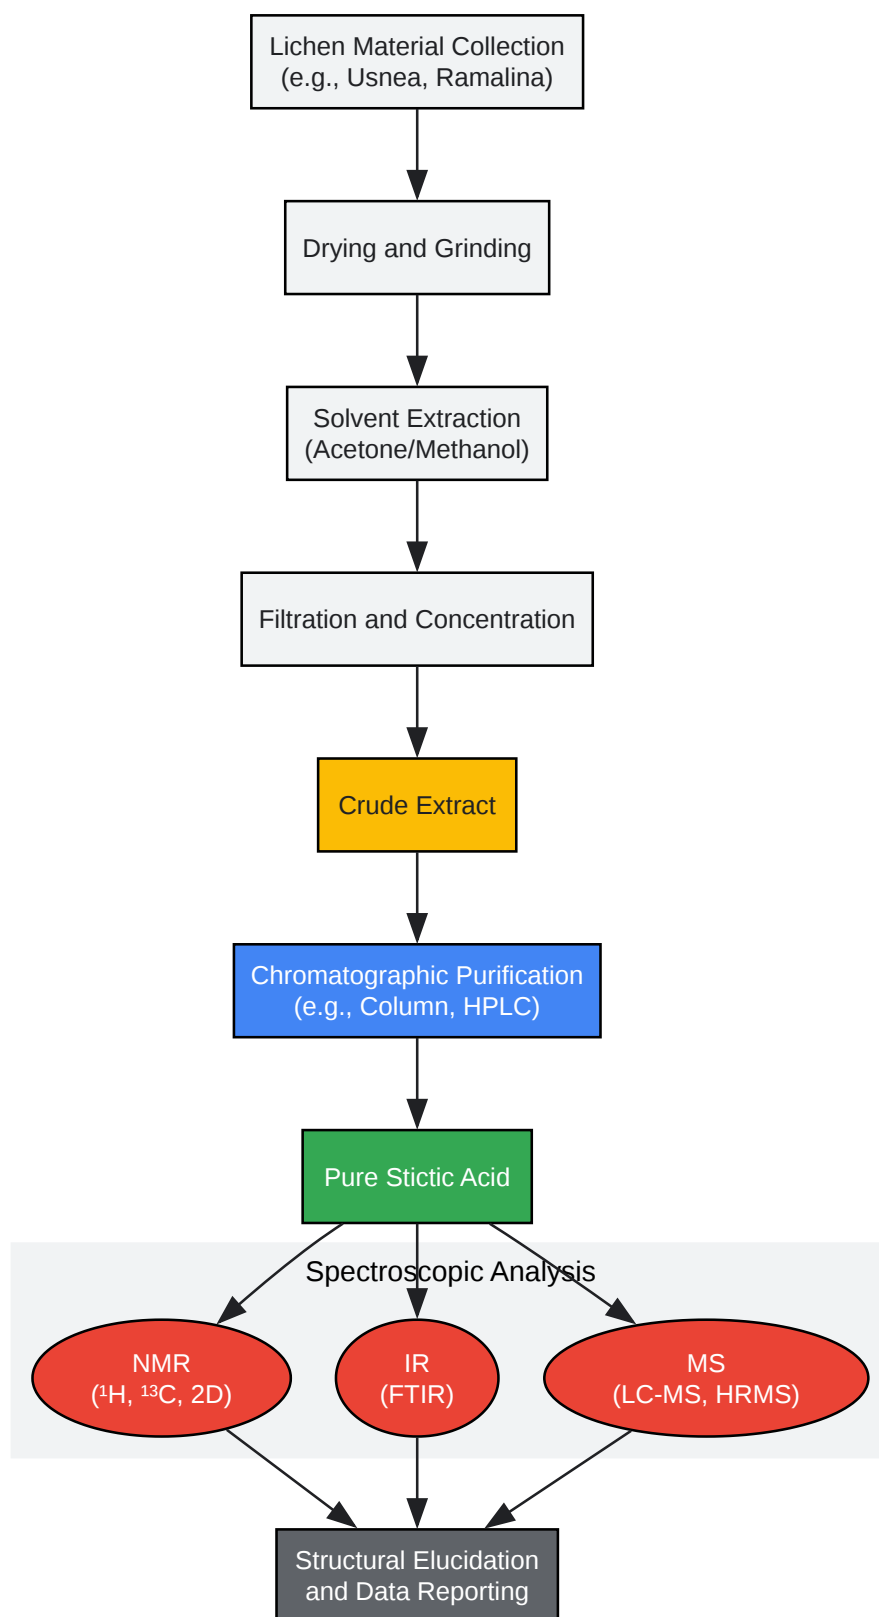 Lichen Material Collection
(e.g., Usnea, Ramalina)
Drying and Grinding
Solvent Extraction
(Acetone/Methanol)
Filtration and Concentration
Crude Extract
Chromatographic Purification
(e.g., Column, HPLC)
Pure Stictic Acid
Spectroscopic Analysis
NMR
(¹H, ¹³C, 2D)
IR
(FTIR)
MS
(LC-MS, HRMS)
Structural Elucidation
and Data Reporting